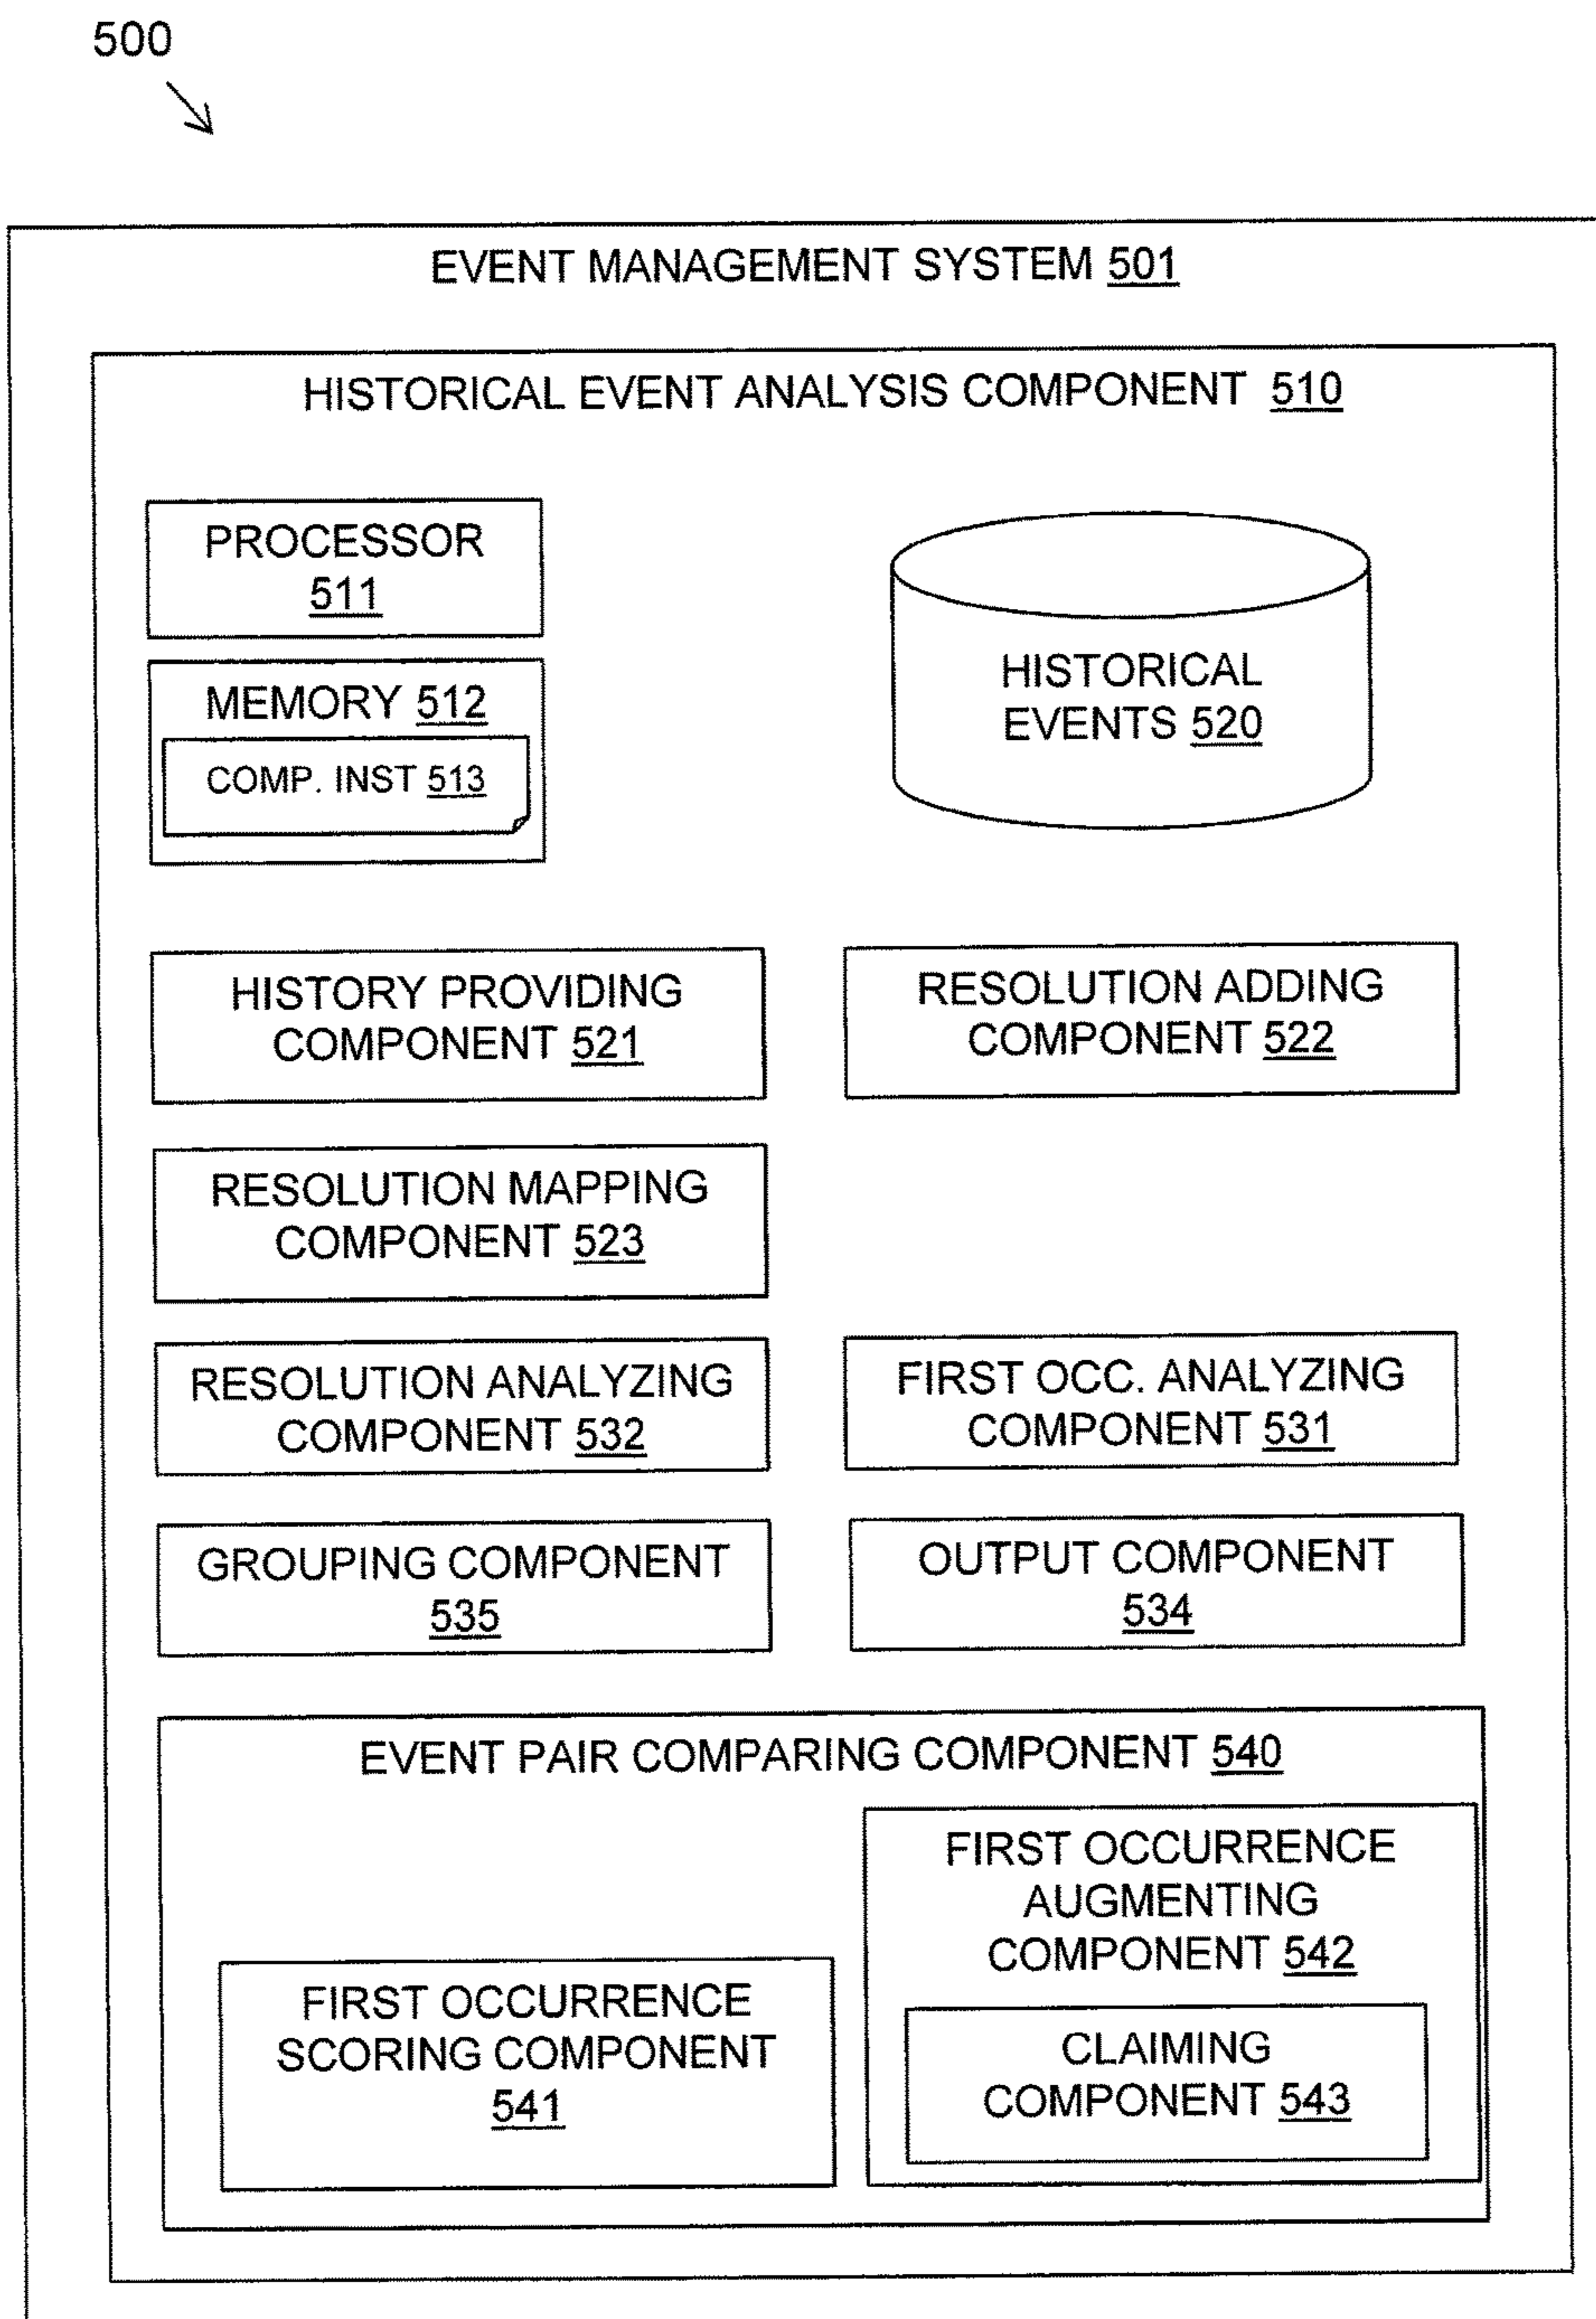 500
EVENT MANAGEMENT SYSTEM 501
HISTORICAL EVENT ANALYSIS COMPONENT 510
PROCESSOR
511
MEMORY 512
COMP. INST 513
HISTORICAL
EVENTS 520
HISTORY PROVIDING
COMPONENT 521
RESOLUTION ADDING
COMPONENT 522
RESOLUTION MAPPING
COMPONENT 523
RESOLUTION ANALYZING
COMPONENT 532
FIRST OCC. ANALYZING
COMPONENT 531
GROUPING COMPONENT
535
OUTPUT COMPONENT
534
EVENT PAIR COMPARING COMPONENT 540
FIRST OCCURRENCE
SCORING COMPONENT
541
FIRST OCCURRENCE
AUGMENTING
COMPONENT 542
CLAIMING
COMPONENT 543